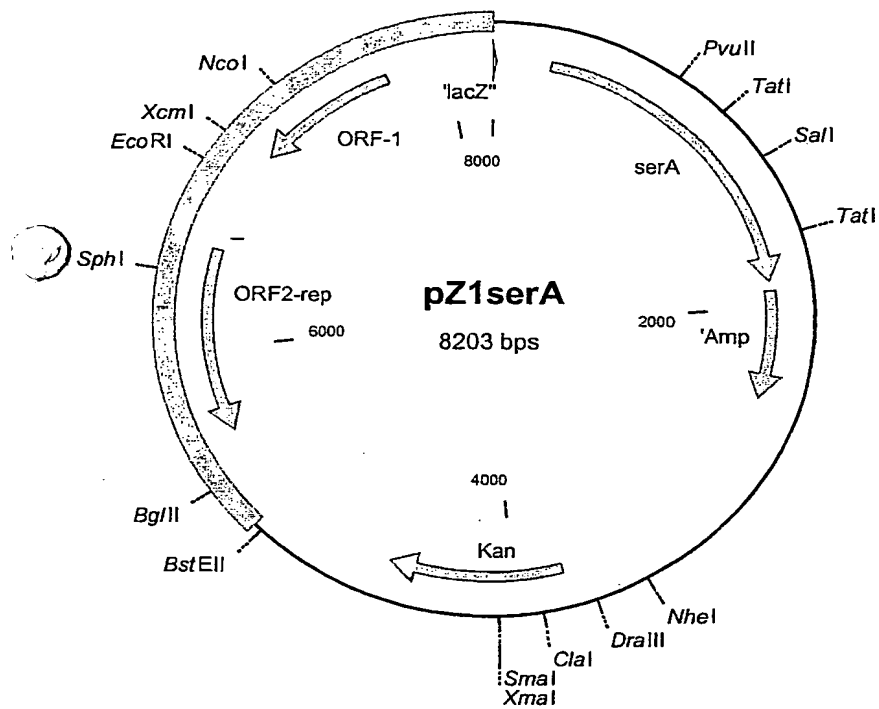 NcoI
XcmI
EcoRI
SphI
BglII
BstEII
ORF-1
'lacZ''
8000
serA
PvuII
TatI
SalI
TatI
ORF2-rep
6000
pZ1serA
8203 bps
2000
'Amp
4000
Kan
NheI
DraIII
ClaI
SmaI
XmaI